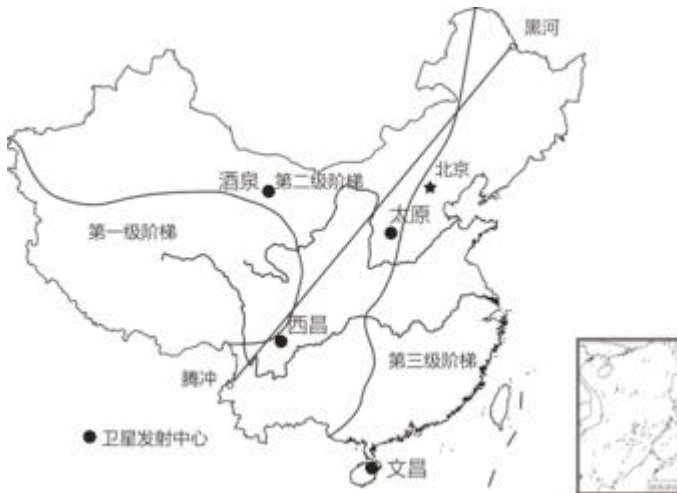 黑河
北京
酒泉
第二级阶梯
太原
第一级阶梯
西昌
第三级阶梯
腾冲
卫星发射中心
文昌